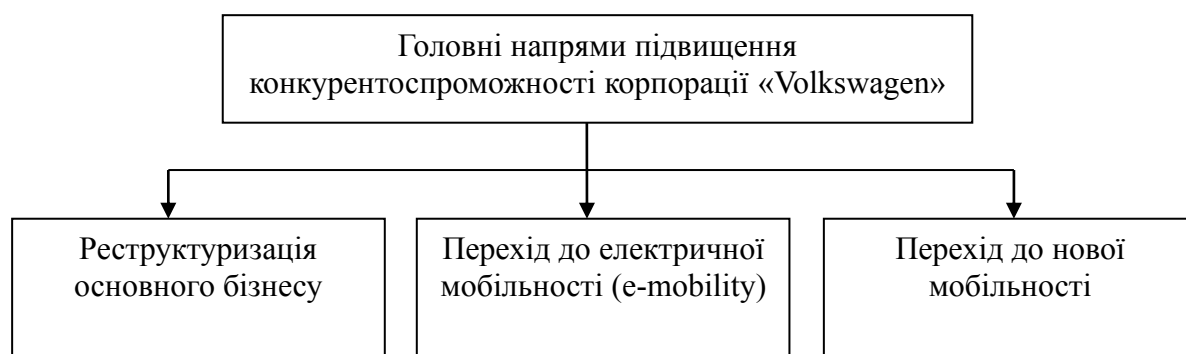 Головні напрями підвищення
конкурентоспроможності корпорації «Volkswagen»
Реструктуризація
основного бізнесу
Перехід до електричної
мобільності (e-mobility)
Перехід до нової
мобільності